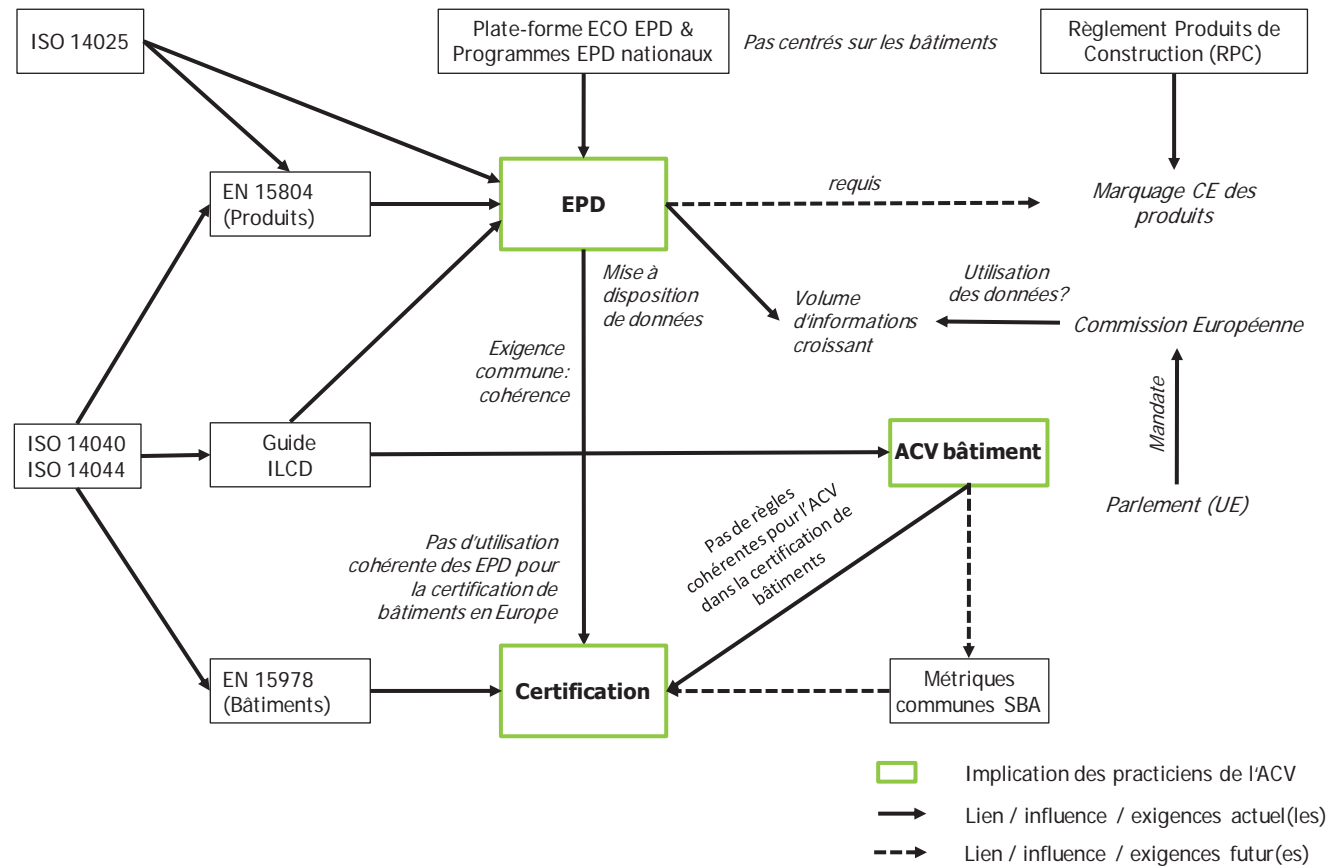 ISO 14025
Plate-forme ECO EPD &
Programmes EPD nationaux
Pas centrés sur les bâtiments
Règlement Produits de
Construction (RPC)
EN 15804
(Produits)
EPD
requis
Marquage CE des
produits
Mise à
disposition
de données
Volume
d'informations
croissant
Utilisation
des données?
Commission Européenne
Exigence
commune:
cohérence
Mandate
ISO 14040
ISO 14044
Guide
ILCD
ACV bâtiment
Parlement (UE)
Pas d'utilisation
cohérente des EPD pour
la certification de
bâtiments en Europe
Pas de règles
cohérentes pour l'ACV
dans la certification de
bâtiments
EN 15978
(Bâtiments)
Certification
Métriques
communes SBA
Implication des practiciens de l'ACV
Lien / influence / exigences actuel(les)
Lien / influence / exigences futur(es)